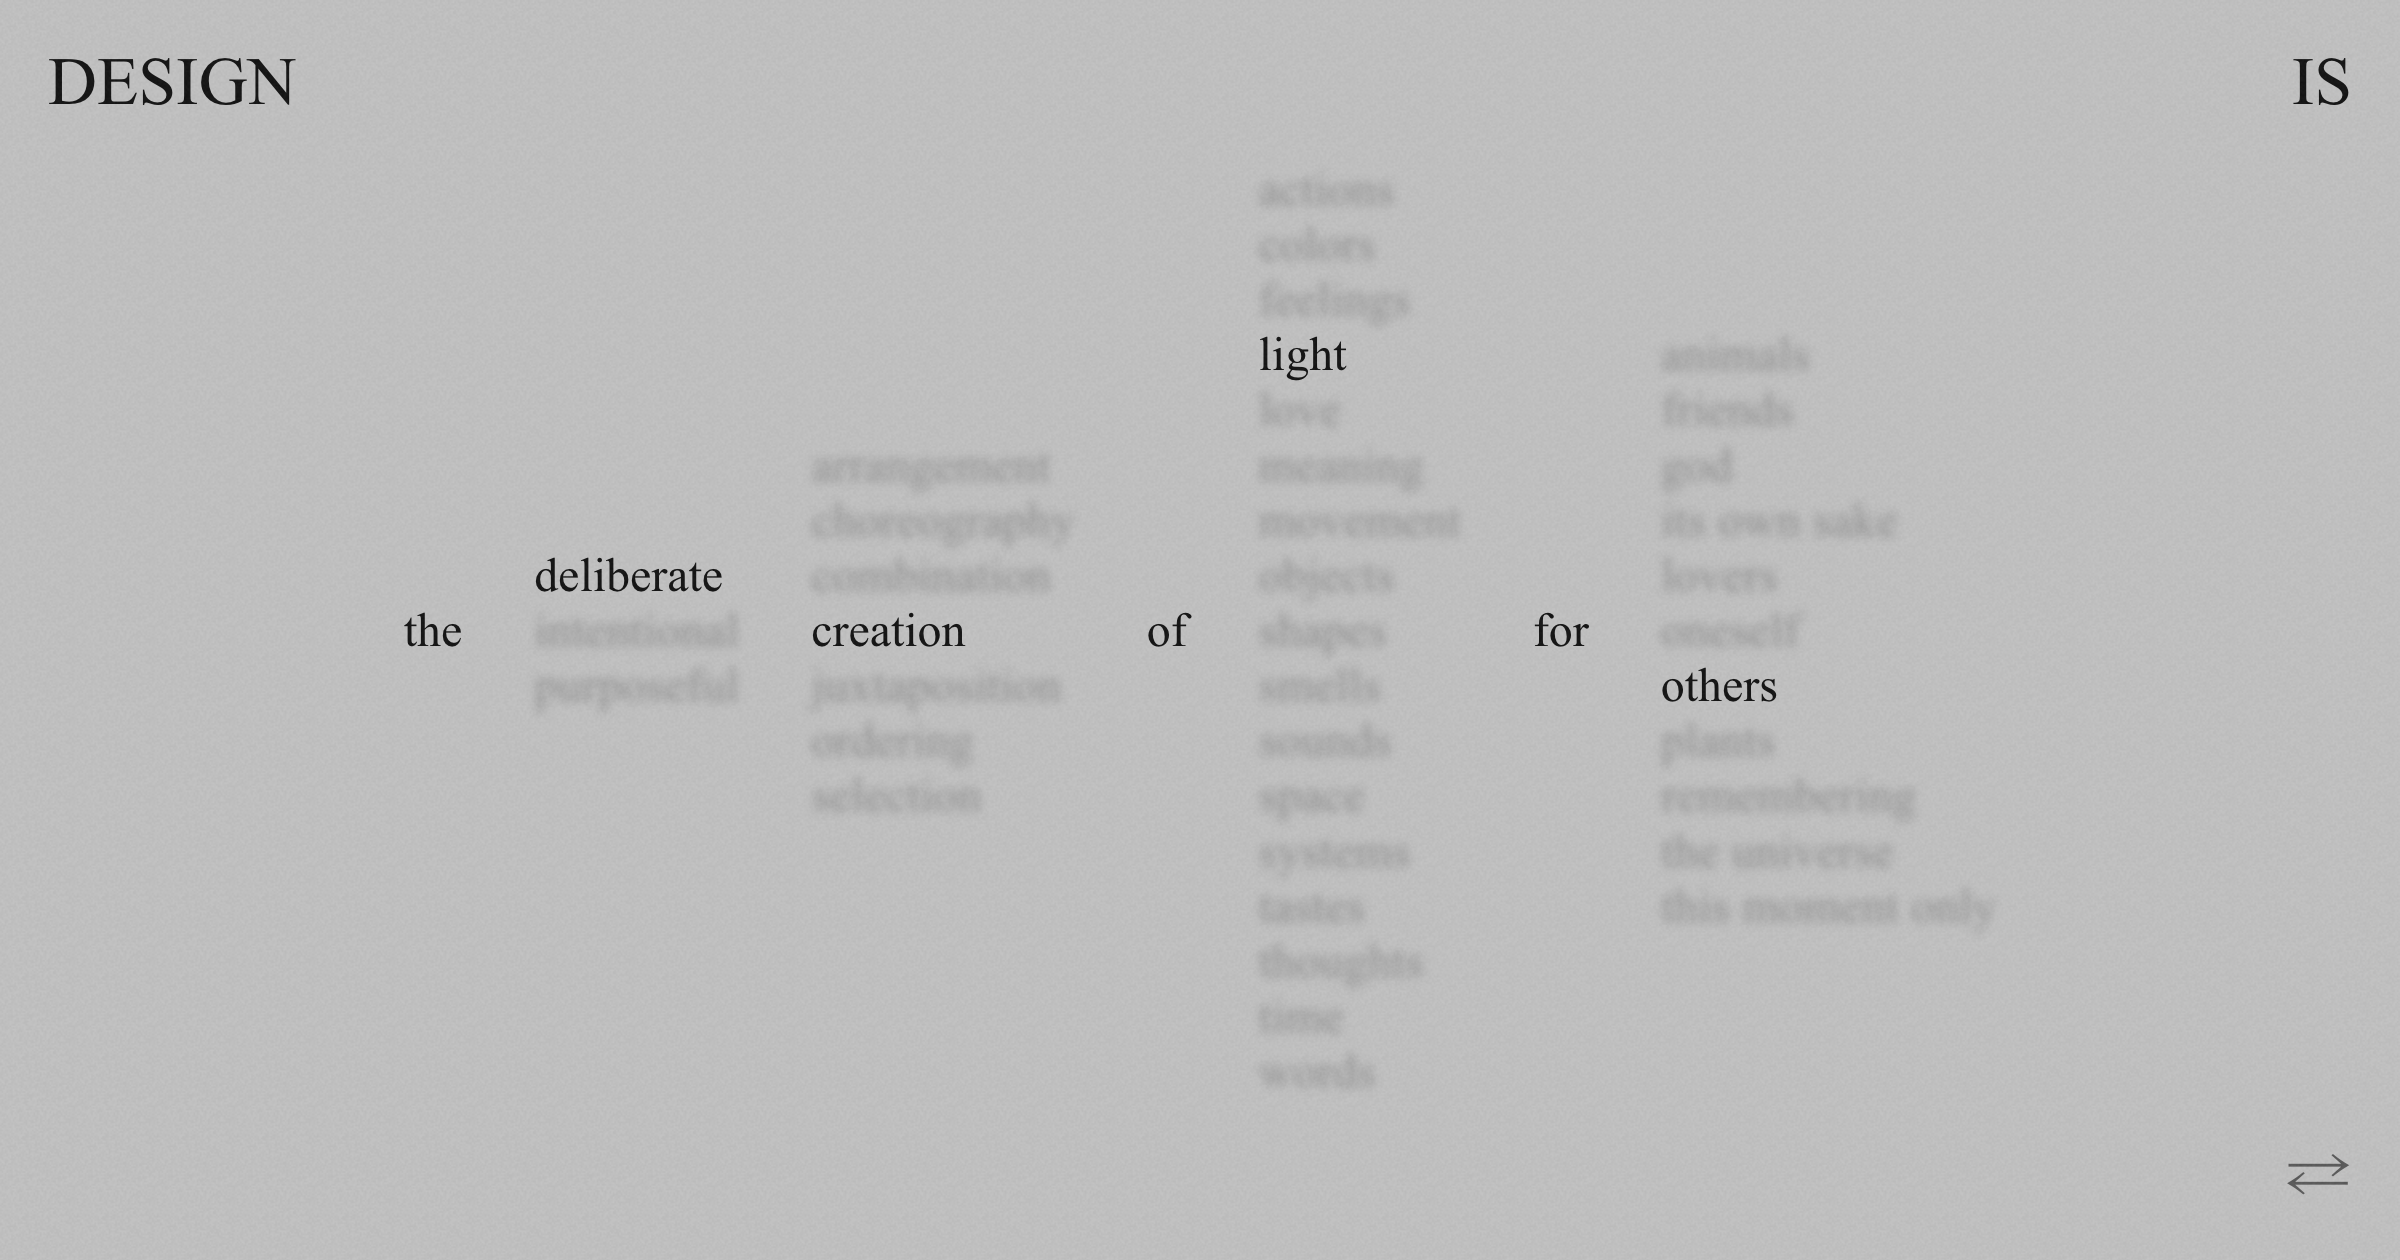 DESIGN
IS
the
deliberate
intentional
purposeful
arrangement
choreography
combination
creation
juxtaposition
ordering
selection
of
actions
colors
feelings
light
love
meaning
movement
objects
shapes
smells
sounds
space
systems
tastes
thoughts
time
words
for
animals
friends
god
its own sake
lovers
oneself
others
plants
remembering
the universe
this moment only